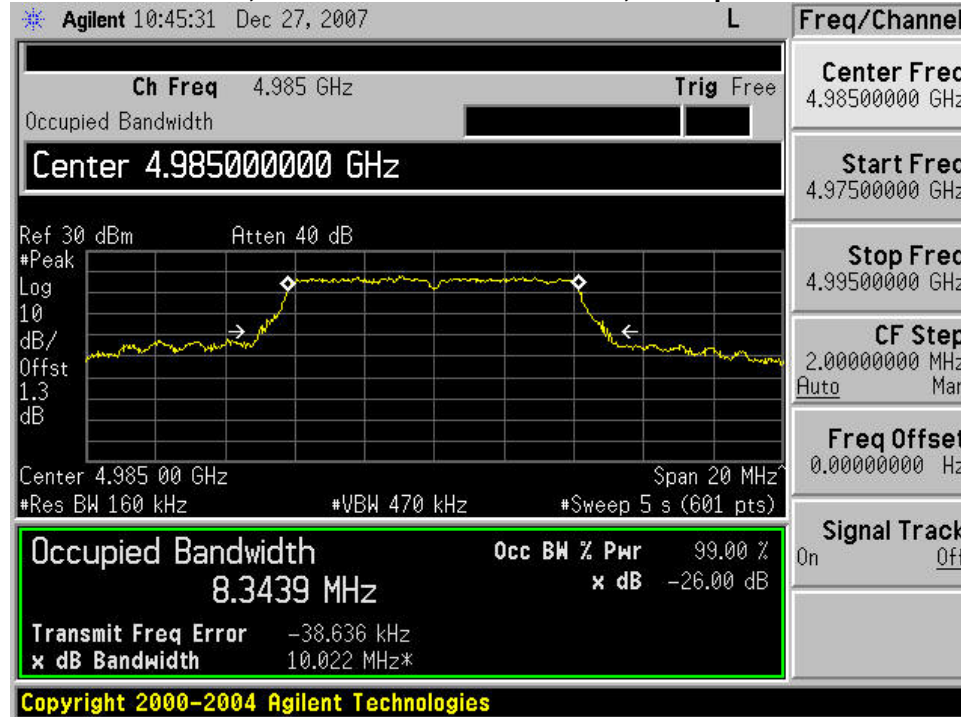 Agilent 10:45:31 Dec 27, 2007 L
Freq/Channel
Ch Freq 4.985 GHz Trig Free
Occupied Bandwidth
Center 4.985000000 GHz
Ref 30 dBm Atten 40 dB
#Peak
Log
10
dB/
Offst
1.3
dB
Center 4.985 00 GHz Span 20 MHz^
#Res BW 160 kHz #VBW 470 kHz #Sweep 5 s (601 pts)
Occupied Bandwidth
8.3439 MHz
Occ BW % Pwr 99.00 %
x dB -26.00 dB
Transmit Freq Error -38.636 kHz
x dB Bandwidth 10.022 MHz*
Center Freq
4.98500000 GHz
Start Freq
4.97500000 GHz
Stop Freq
4.99500000 GHz
CF Step
2.00000000 MHz
Auto Man
Freq Offset
0.00000000 Hz
Signal Track
On Off
Copyright 2000-2004 Agilent Technologies